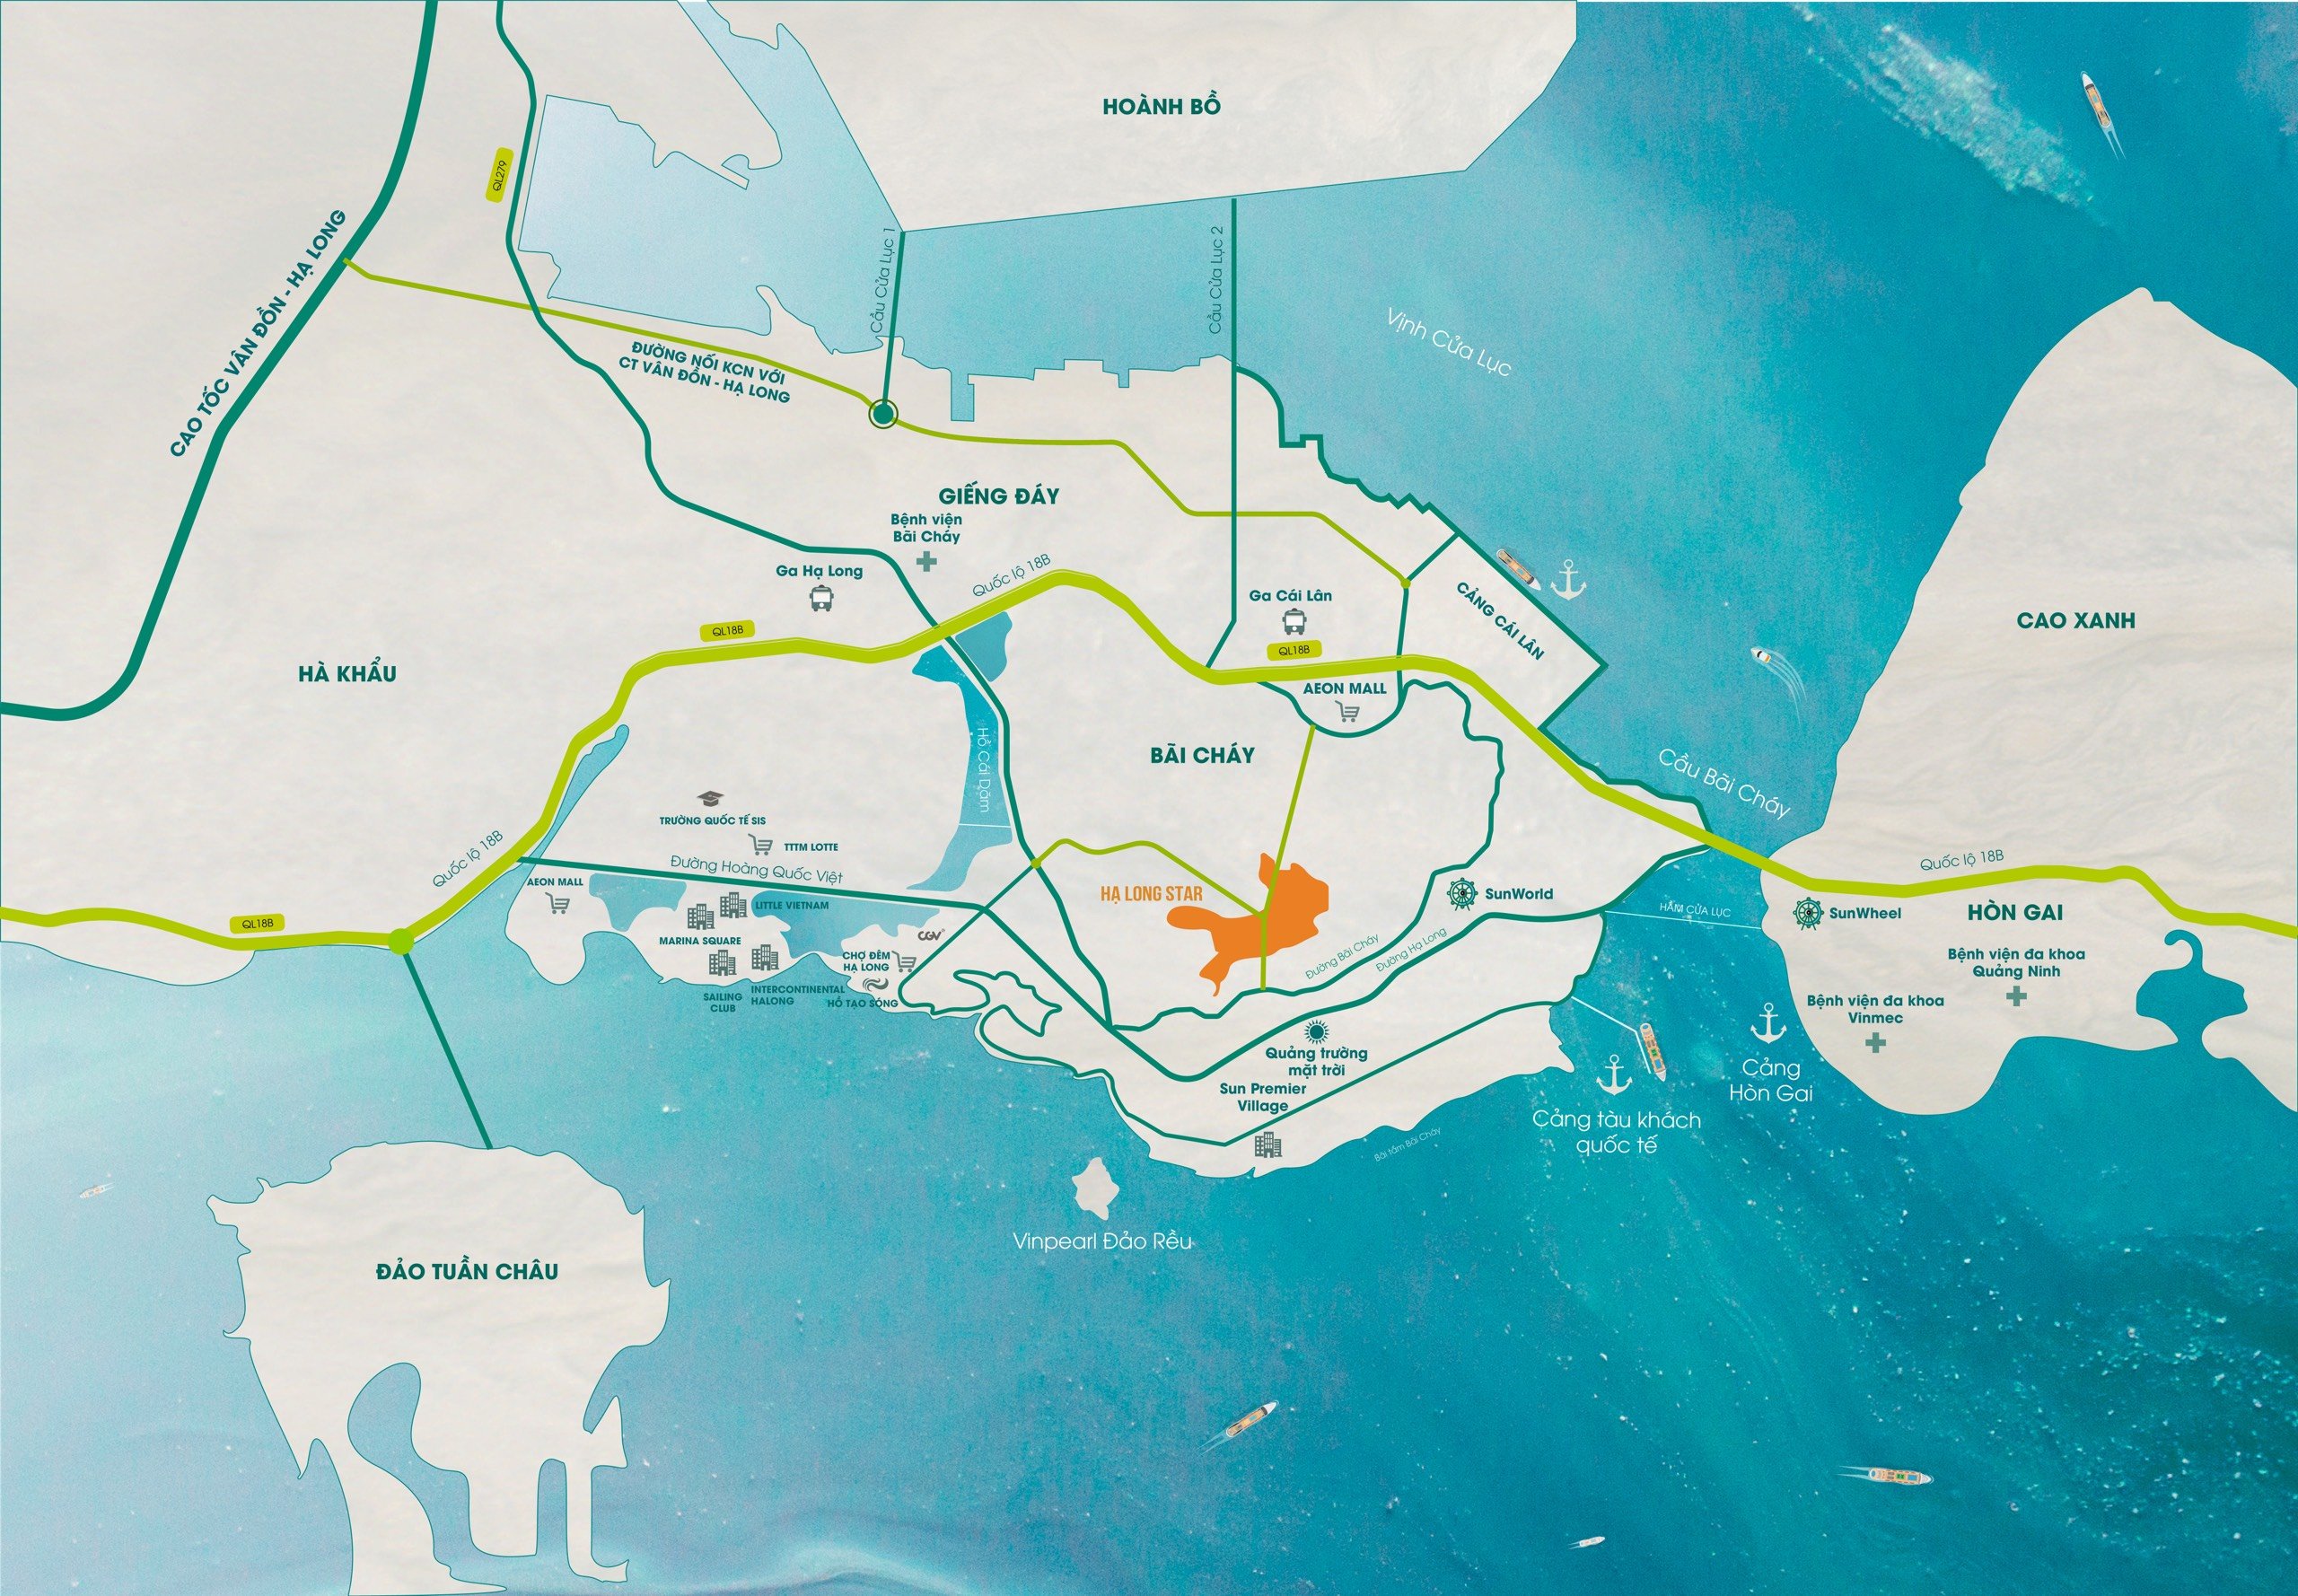 HOÀNH BỒ
QL279
CAO TỐC VÂN ĐỒN - HẠ LONG
Cầu Cửa Lục 1
Cầu Cửa Lục 2
Vịnh Cửa Lục
ĐƯỜNG NỐI KCN VỚI
CT VÂN ĐỒN - HẠ LONG
GIẾNG ĐÁY
Bệnh viện
Bãi Cháy
Quốc lộ 18B
Ga Hạ Long
Ga Cái Lân
CẢNG CÁI LÂN
CAO XANH
QL18B
QL18B
HÀ KHẨU
AEON MALL
BÃI CHÁY
Hồ Cái Dăm
Cầu Bãi Cháy
TRƯỜNG QUỐC TẾ SIS
TTTM LOTTE
Quốc lộ 18B
Đường Hoàng Quốc Việt
Quốc lộ 18B
AEON MALL
HẠ LONG STAR
SunWorld
LITTLE VIETNAM
HẦM CỬA LỤC
SunWheel
HÒN GAI
QL18B
MARINA SQUARE
CGV
CHỢ ĐÊM
HẠ LONG
Đường Bãi Cháy
Đường Hạ Long
Bệnh viện đa khoa
Quảng Ninh
SAILING
CLUB
INTERCONTINENTAL
HALONG
HỒ TẠO SÓNG
Bệnh viện đa khoa
Vinmec
Quảng trường
mặt trời
Sun Premier
Village
Cảng
Hòn Gai
Cảng tàu khách
quốc tế
Bãi tắm Bãi Cháy
Vinpearl Đảo Rều
ĐẢO TUẦN CHÂU